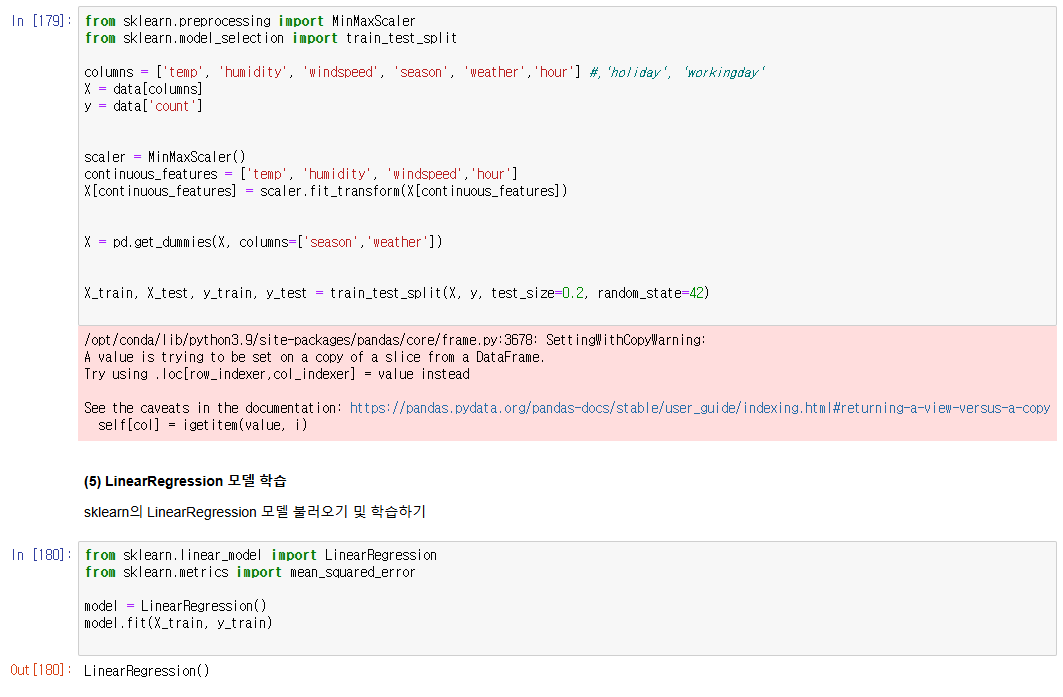 In [179]:
from sklearn.preprocessing import MinMaxScaler
from sklearn.model_selection import train_test_split
columns = ['temp', 'humidity', 'windspeed', 'season', 'weather','hour'] #,'holiday', 'workingday'
X = data[columns]
y = data['count']
scaler = MinMaxScaler()
continuous_features = ['temp', 'humidity', 'windspeed','hour']
X[continuous_features] = scaler.fit_transform(X[continuous_features])
X = pd.get_dummies(X, columns=['season','weather'])
X_train, X_test, y_train, y_test = train_test_split(X, y, test_size=0.2, random_state=42)
/opt/conda/lib/python3.9/site-packages/pandas/core/frame.py:3678: SettingWithCopyWarning:
A value is trying to be set on a copy of a slice from a DataFrame.
Try using .loc[row_indexer,col_indexer] = value instead
See the caveats in the documentation: https://pandas.pydata.org/pandas-docs/stable/user_guide/indexing.html#returning-a-view-versus-a-copy
self[col] = igetitem(value, i)
(5) LinearRegression 모델 학습
sklearn의 LinearRegression 모델 불러오기 및 학습하기
In [180]:
from sklearn.linear_model import LinearRegression
from sklearn.metrics import mean_squared_error
model = LinearRegression()
model.fit(X_train, y_train)
Out[180]: LinearRegression()